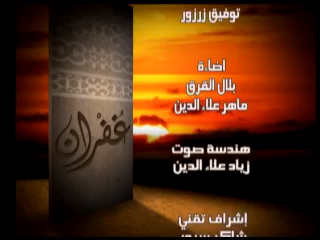 توفيق زرزور
اضاءة
بلال الفرق
ماهر علاء الدين
غفران
هندسة صوت
زياد علاء الدين
إشراف تقني